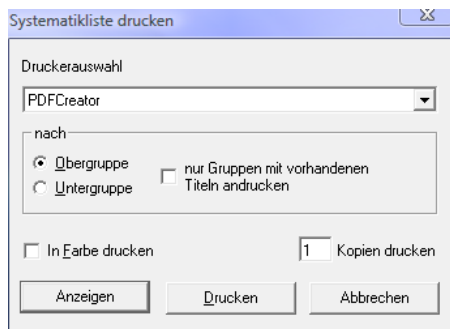 Systematikliste drucken
Druckerauswahl
PDFCreator
nach
Obergruppe
Untergruppe
nur Gruppen mit vorhandenen
Titeln andrucken
In Farbe drucken
1 Kopien drucken
Anzeigen Drucken Abbrechen